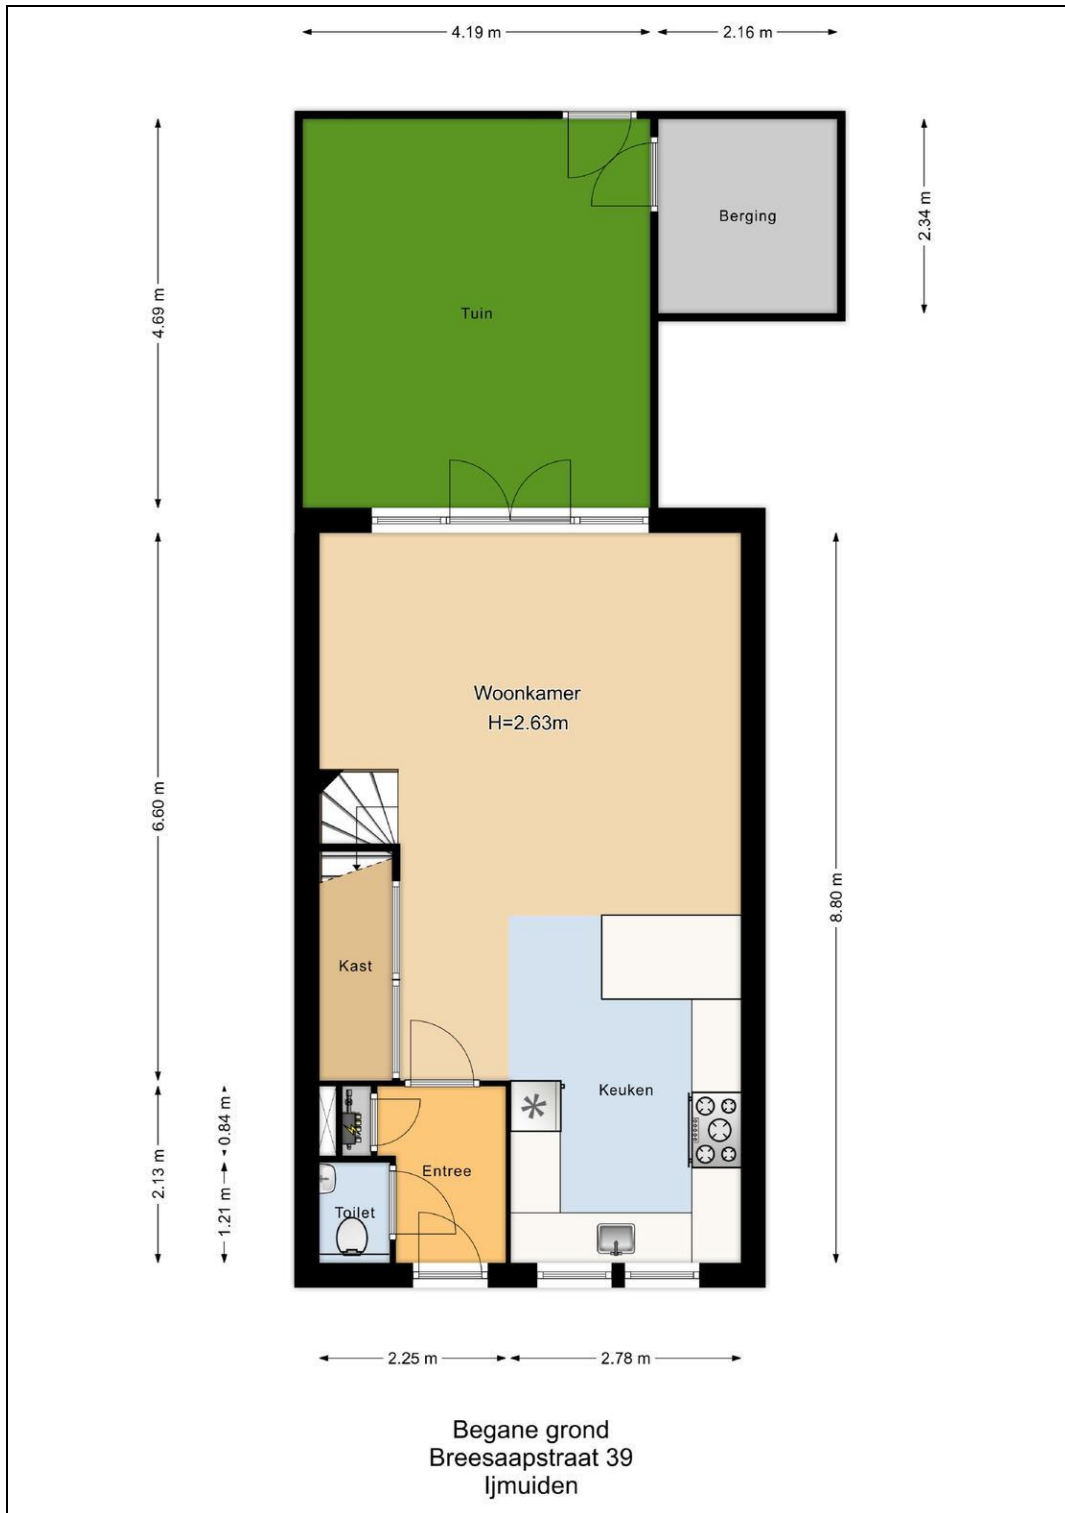 4.19 m
2.16 m
2.34 m
Berging
4.69 m
Tuin
Woonkamer
H=2.63m
6.60 m
8.80 m
Kast
Keuken
0.84 m
2.13 m
Entree
1.21 m
Toilet
2.25 m
2.78 m
Begane grond
Breesaapstraat 39
Ijmuiden